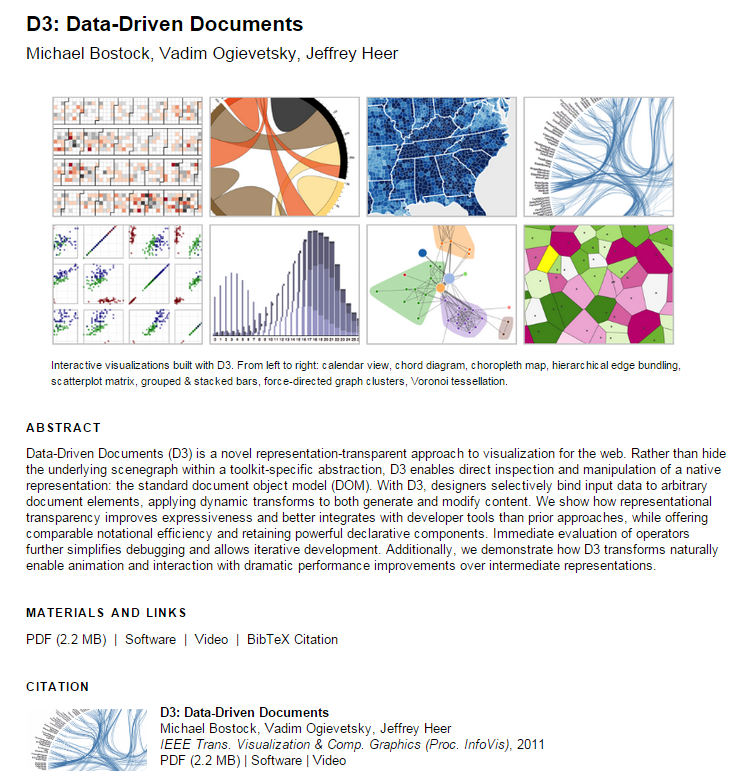 D3: Data-Driven Documents
Michael Bostock, Vadim Ogievetsky, Jeffrey Heer
Interactive visualizations built with D3. From left to right: calendar view, chord diagram, choropleth map, hierarchical edge bundling,
scatterplot matrix, grouped & stacked bars, force-directed graph clusters, Voronoi tessellation.
ABSTRACT
Data-Driven Documents (D3) is a novel representation-transparent approach to visualization for the web. Rather than hide
the underlying scenegraph within a toolkit-specific abstraction, D3 enables direct inspection and manipulation of a native
representation: the standard document object model (DOM). With D3, designers selectively bind input data to arbitrary
document elements, applying dynamic transforms to both generate and modify content. We show how representational
transparency improves expressiveness and better integrates with developer tools than prior approaches, while offering
comparable notational efficiency and retaining powerful declarative components. Immediate evaluation of operators
further simplifies debugging and allows iterative development. Additionally, we demonstrate how D3 transforms naturally
enable animation and interaction with dramatic performance improvements over intermediate representations.
MATERIALS AND LINKS
PDF (2.2 MB) | Software | Video | BibTeX Citation
CITATION
D3: Data-Driven Documents
Michael Bostock, Vadim Ogievetsky, Jeffrey Heer
IEEE Trans. Visualization & Comp. Graphics (Proc. InfoVis), 2011
PDF (2.2 MB) | Software | Video